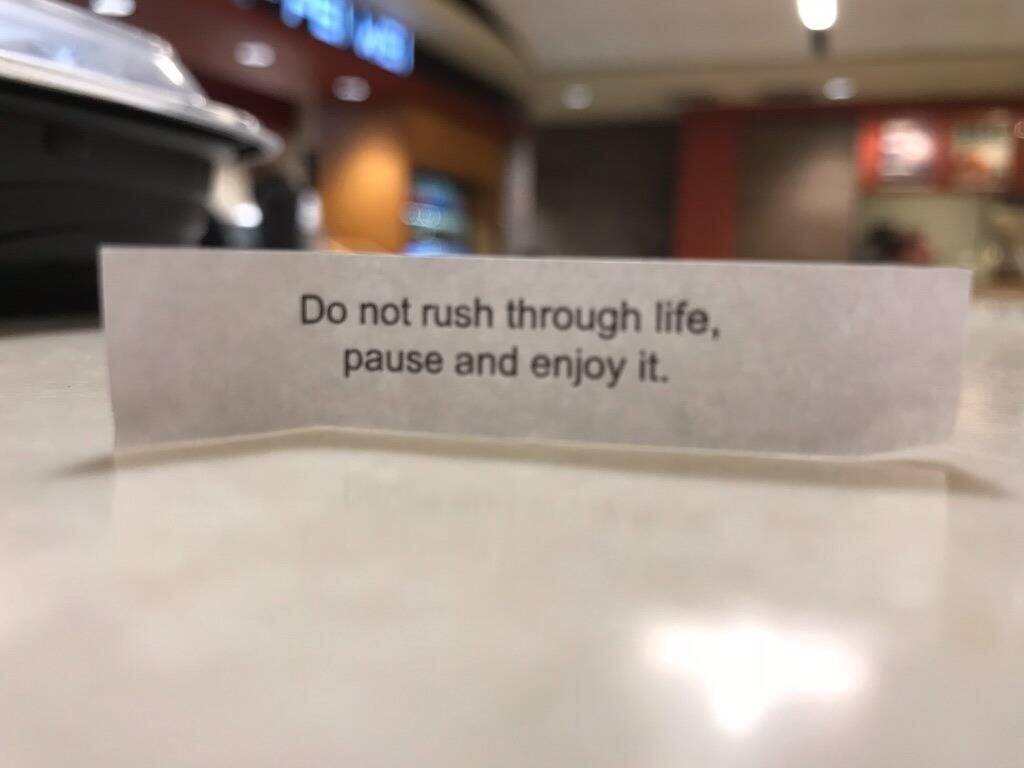 Do not rush through life,
pause and enjoy it.